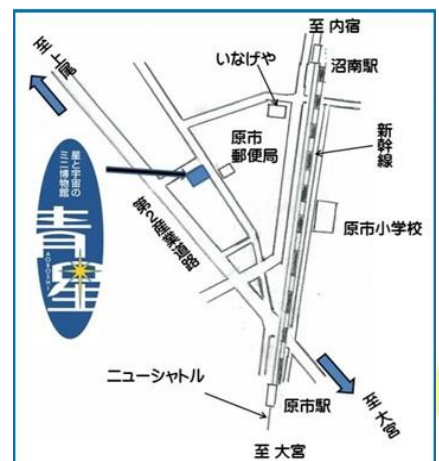 至 内宿
至上尾
いなげや
沼南駅
新幹線
原市
郵便局
星と宇宙の
ミニ博物館
青星
AOBOSHI
第2産業道路
原市小学校
ニューシャトル
原市駅
至大宮
至 大宮